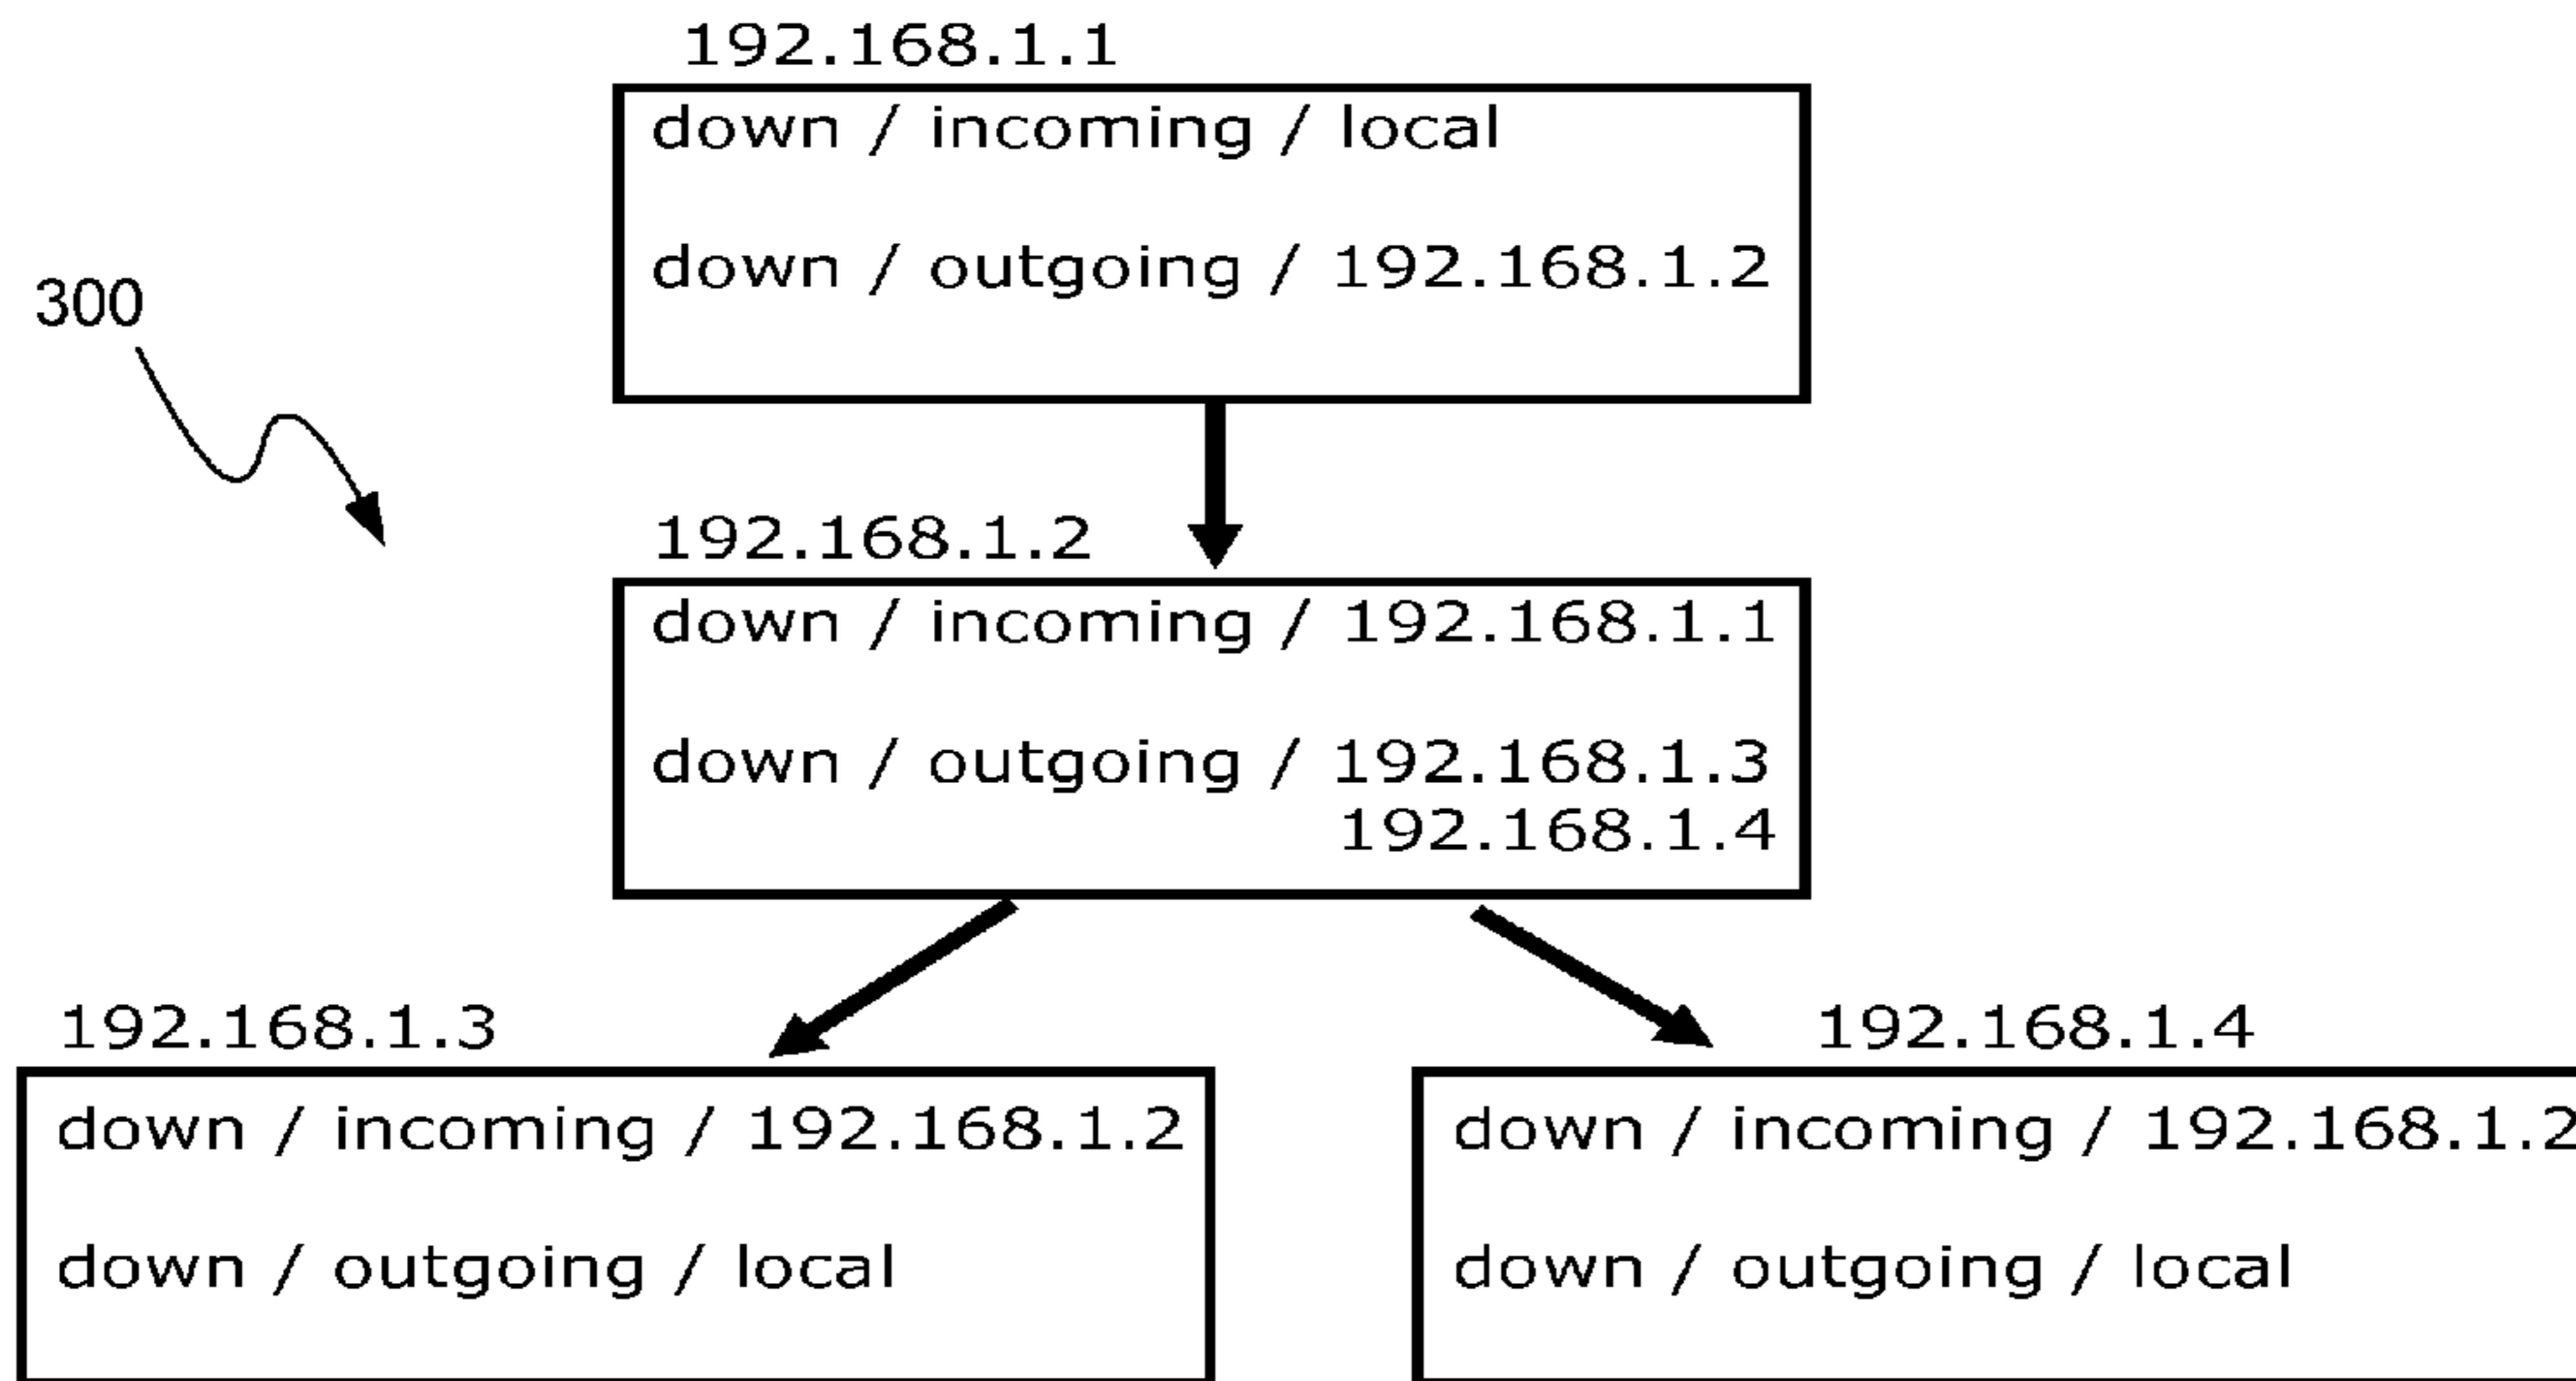 192.168.1.1
down / incoming / local
down / outgoing / 192.168.1.2
300
192.168.1.2
down / incoming / 192.168.1.1
down / outgoing / 192.168.1.3
192.168.1.4
192.168.1.3
down / incoming / 192.168.1.2
down / outgoing / local
192.168.1.4
down / incoming / 192.168.1.2
down / outgoing / local